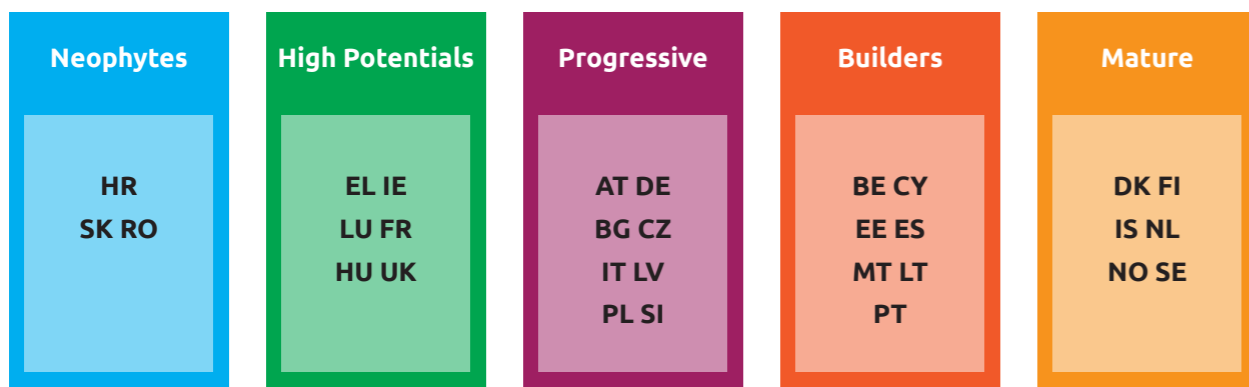 Neophytes
HR
SK RO
High Potentials
EL IE
LU FR
HU UK
Progressive
AT DE
BG CZ
IT LV
PL SI
Builders
BE CY
EE ES
MT LT
PT
Mature
DK FI
IS NL
NO SE